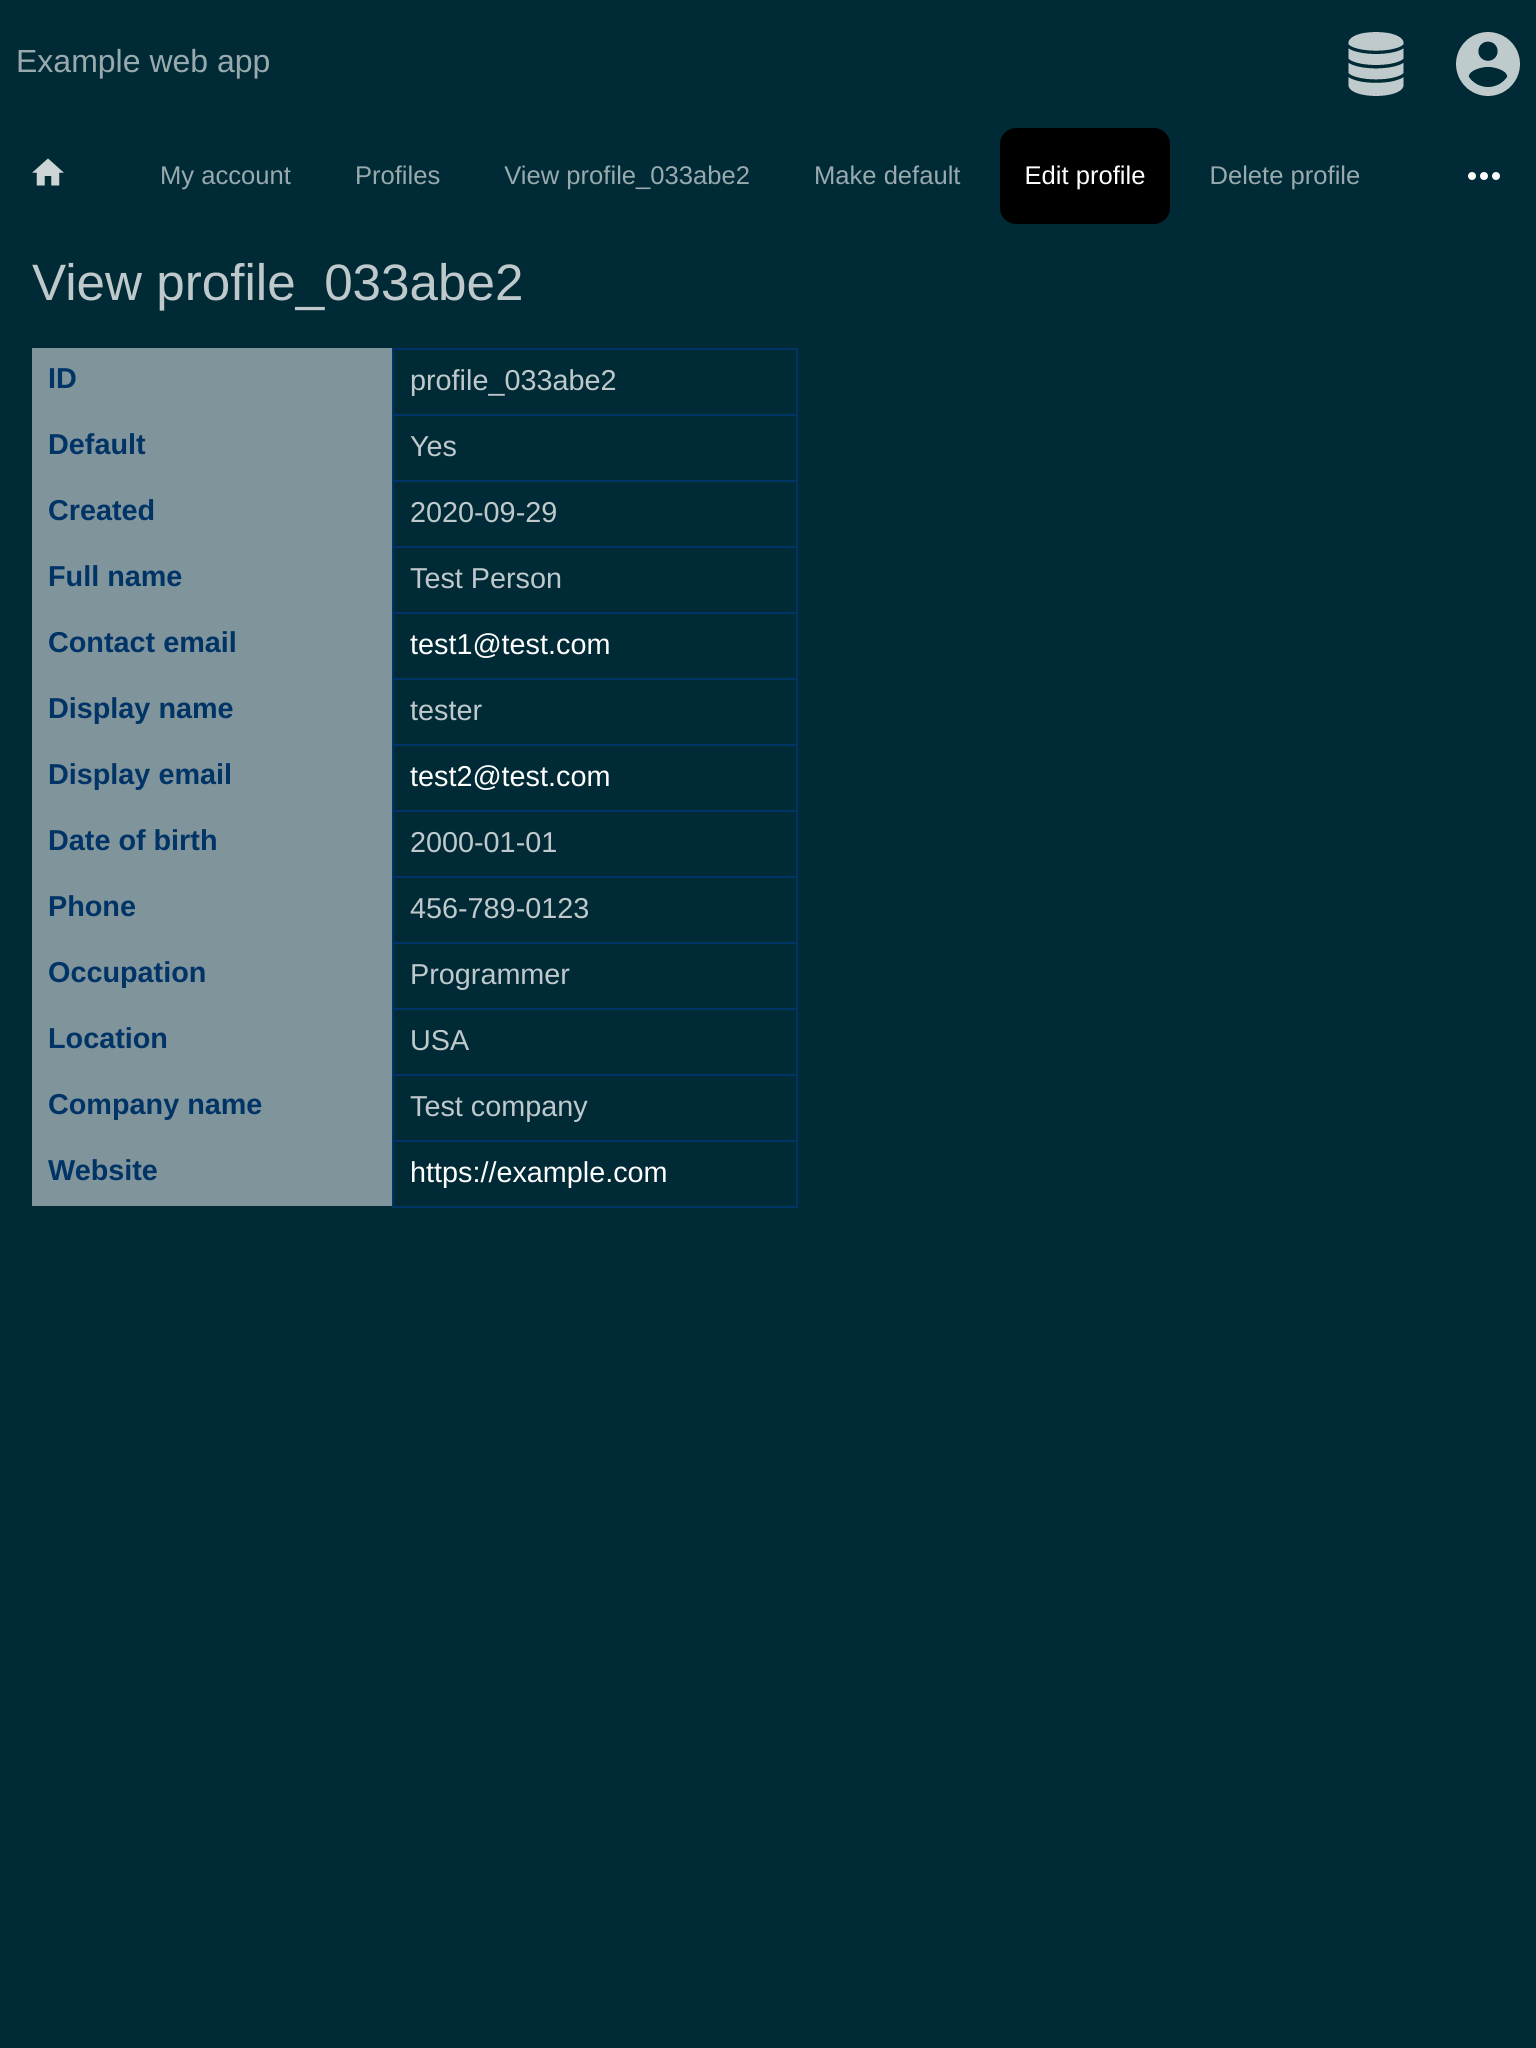 Example web app
My account Profiles View profile_033abe2 Make default Edit profile Delete profile
View profile_033abe2
ID profile_033abe2
Default Yes
Created 2020-09-29
Full name Test Person
Contact email test1@test.com
Display name tester
Display email test2@test.com
Date of birth 2000-01-01
Phone 456-789-0123
Occupation Programmer
Location USA
Company name Test company
Website https://example.com